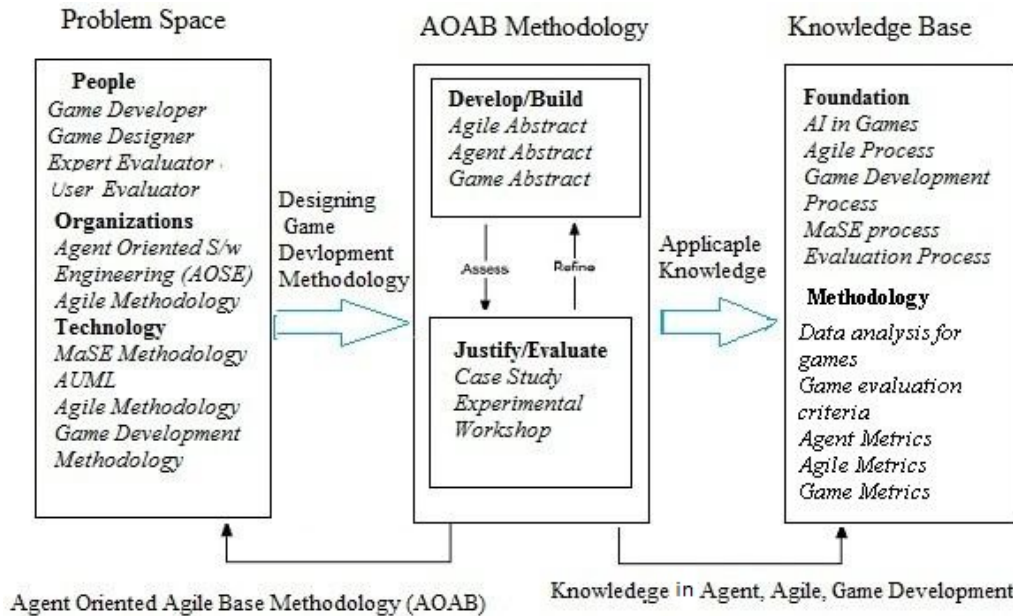 Problem Space
People
Game Developer
Game Designer
Expert Evaluator
User Evaluator
Organizations
Agent Oriented S/w
Engineering (AOSE)
Agile Methodology
Technology
MaSE Methodology
AUML
Agile Methodology
Game Development
Methodology
Designing
Game
Devlopment
Methodology
AOAB Methodology
Develop/Build
Agile Abstract
Agent Abstract
Game Abstract
Assess
Refine
Justify/Evaluate
Case Study
Experimental
Workshop
Applicaple
Knowledge
Knowledge Base
Foundation
AI in Games
Agile Process
Game Development
Process
MaSE process
Evaluation Process
Methodology
Data analysis for
games
Game evaluation
criteria
Agent Metrics
Agile Metrics
Game Metrics
Agent Oriented Agile Base Methodology (AOAB)
Knowledege in Agent, Agile, Game Development